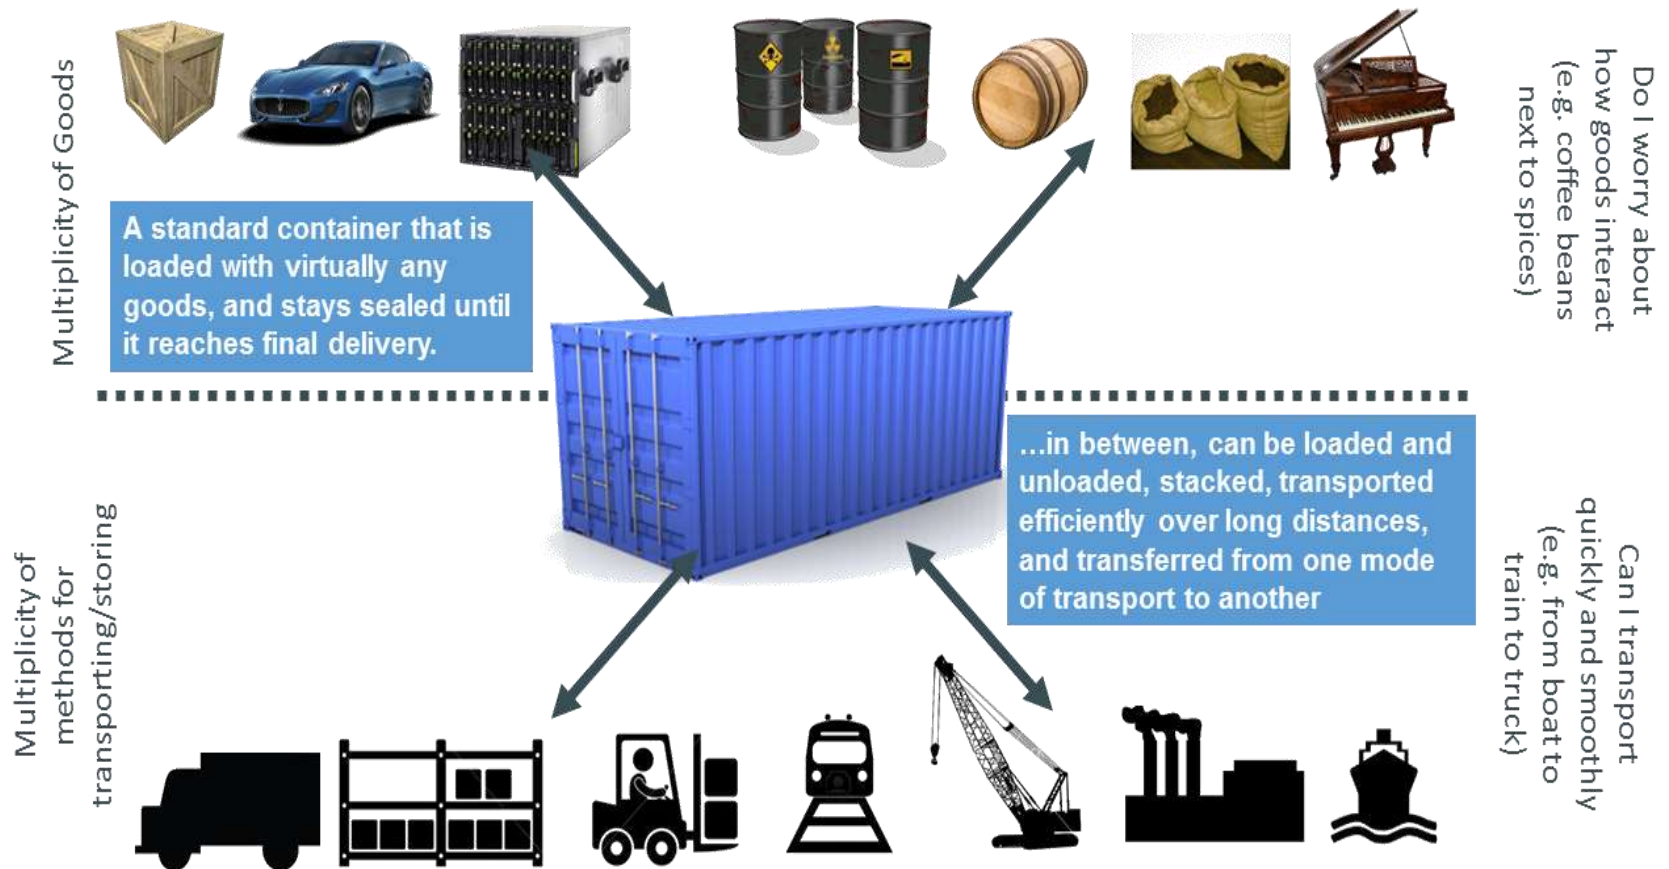 Multiplicity of Goods
Do I worry about
how goods interact
(e.g. coffee beans
next to spices)
A standard container that is
loaded with virtually any
goods, and stays sealed until
it reaches final delivery.
...in between, can be loaded and
unloaded, stacked, transported
efficiently over long distances,
and transferred from one mode
of transport to another
Multiplicity of
methods for
transporting/storing
Can I transport
quickly and smoothly
(e.g. from boat to
train to truck)